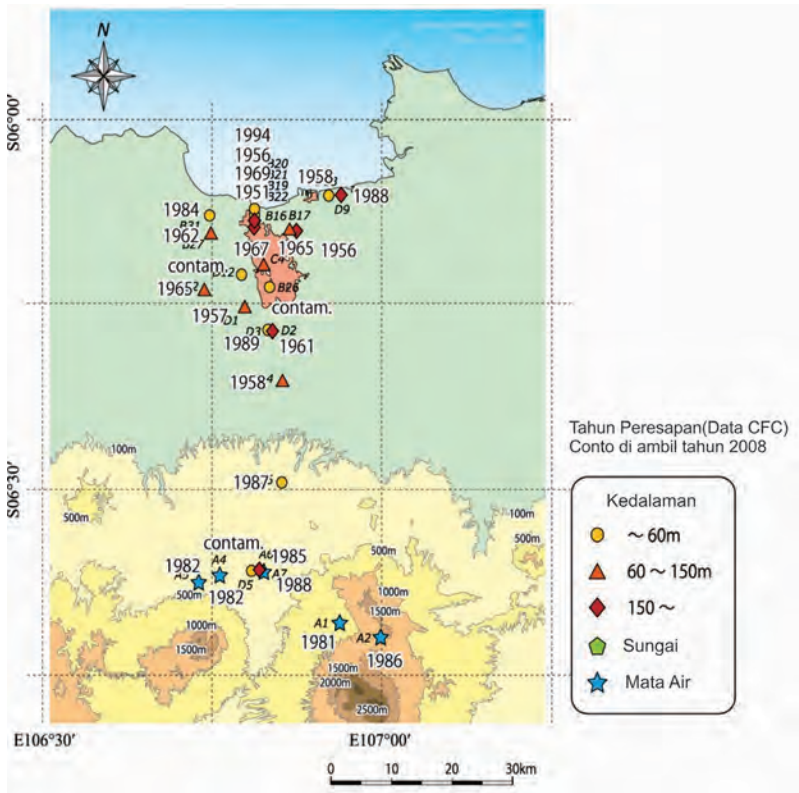 N
S06°00′
1994
1956
1969
1951
1958
1988
D9
1984
B16 B17
1962
1967
1965
1956
C4
contam.
B26
1965
contam.
1957
D1
D3
D2
1989
1961
1958
100m
S06°30′
1987
500m
100m
500m
500m
contam.
1982
A4
A6
1985
A7
1988
D5
500m
1982
1000m
1500m
1000m
1500m
A1
1981
A2
1986
1500m
2000m
2500m
E106°30′
E107°00′
0 10 20 30km
Tahun Peresapan(Data CFC)
Conto di ambil tahun 2008
Kedalaman
～60m
60～150m
150～
Sungai
Mata Air